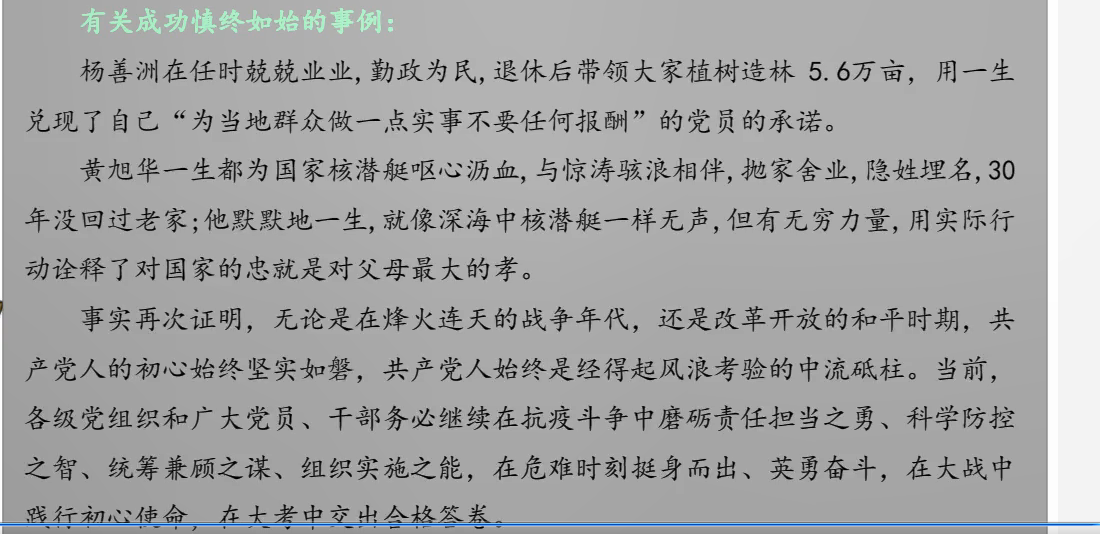 有关成功慎终如始的事例：
杨善洲在任时兢兢业业,勤政为民,退休后带领大家植树造林 5.6万亩，用一生
兑现了自己“为当地群众做一点实事不要任何报酬”的党员的承诺。
黄旭华一生都为国家核潜艇呕心沥血,与惊涛骇浪相伴,抛家舍业,隐姓埋名,30
年没回过老家;他默默地一生,就像深海中核潜艇一样无声,但有无穷力量,用实际行
动诠释了对国家的忠就是对父母最大的孝。
事实再次证明，无论是在烽火连天的战争年代，还是改革开放的和平时期，共
产党人的初心始终坚实如磐，共产党人始终是经得起风浪考验的中流砥柱。当前，
各级党组织和广大党员、干部务必继续在抗疫斗争中磨砺责任担当之勇、科学防控
之智、统筹兼顾之谋、组织实施之能，在危难时刻挺身而出、英勇奋斗，在大战中
践行初心使命，在大考中交出合格答卷。